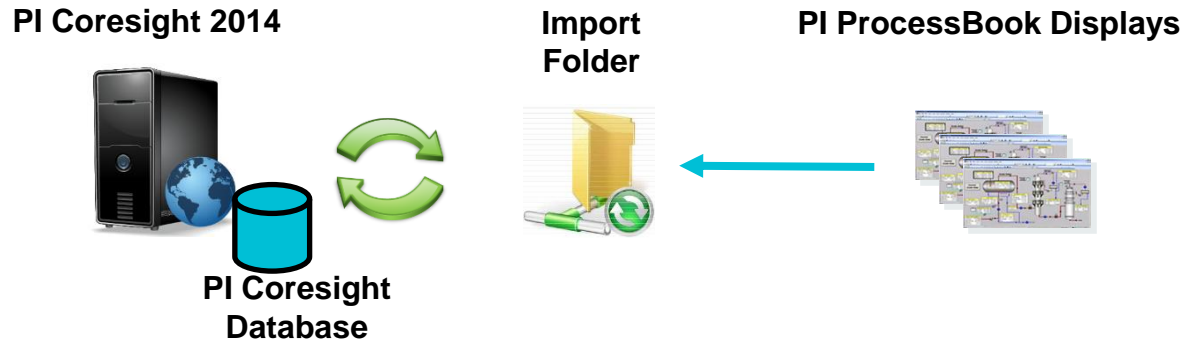 PI Coresight 2014
Import
Folder
PI ProcessBook Displays
PI Coresight
Database